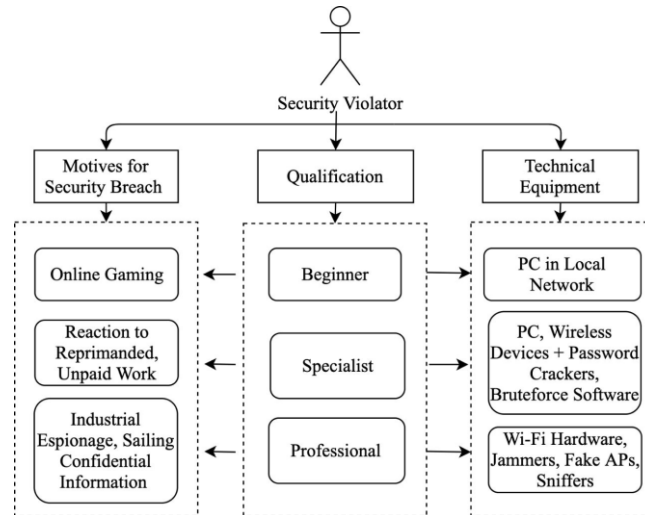 Security Violator
Motives for
Security Breach
Qualification
Technical
Equipment
Online Gaming
Beginner
PC in Local
Network
Reaction to
Reprimanded,
Unpaid Work
Specialist
PC, Wireless
Devices + Password
Crackers,
Bruteforce Software
Industrial
Espionage, Sailing
Confidential
Information
Professional
Wi-Fi Hardware,
Jammers, Fake APs,
Sniffers